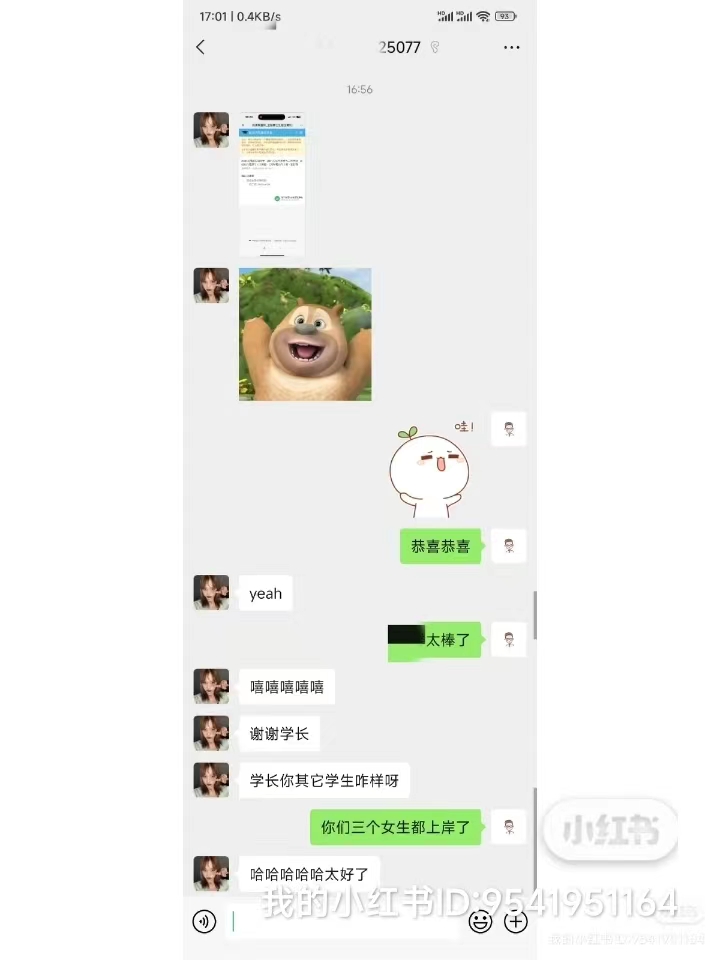 17:01 | 0.4KB/s
HD
HD
93
25077
16:56
哇!
恭喜恭喜
yeah
太棒了
嘻嘻嘻嘻嘻
谢谢学长
学长你其它学生咋样呀
你们三个女生都上岸了
哈哈哈哈哈太好了
小红书
我的小红书ID:9541951164
我的小红书ID:9541951164